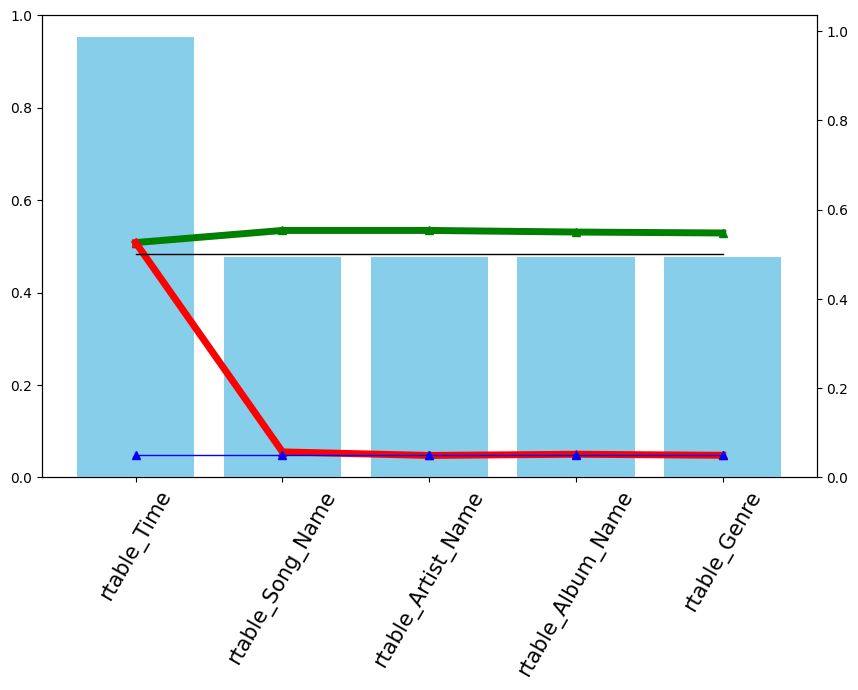 1.0
0.8
0.6
0.4
0.2
0.0
1.0
0.8
0.6
0.4
0.2
0.0
rtable_Time
rtable_Song_Name
rtable_Artist_Name
rtable_Album_Name
rtable_Genre